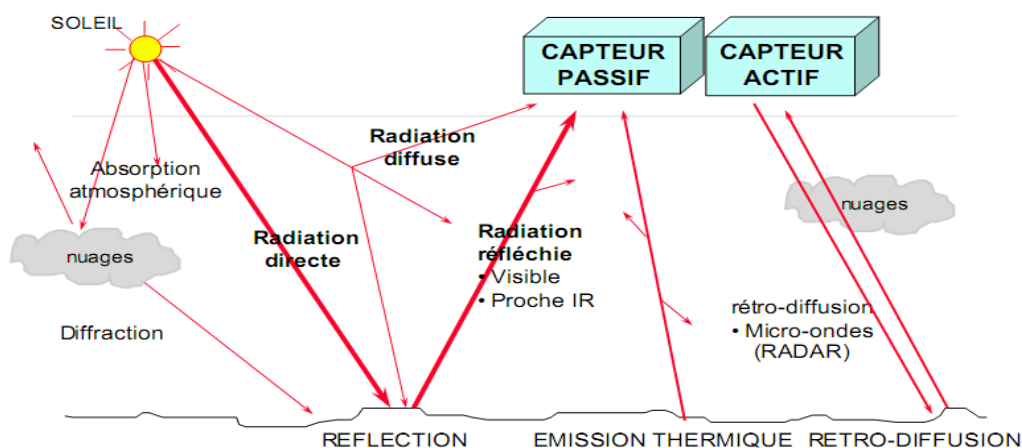 SOLEIL
CAPTEUR
PASSIF
CAPTEUR
ACTIF
Radiation
diffuse
Absorption
atmosphérique
nuages
Radiation
directe
Radiation
réfléchie
• Visible
• Proche IR
nuages
nuages
Diffraction
rétro-diffusion
• Micro-ondes
(RADAR)
REFLECTION
EMISSION THERMIQUE
RETRO-DIFFUSION